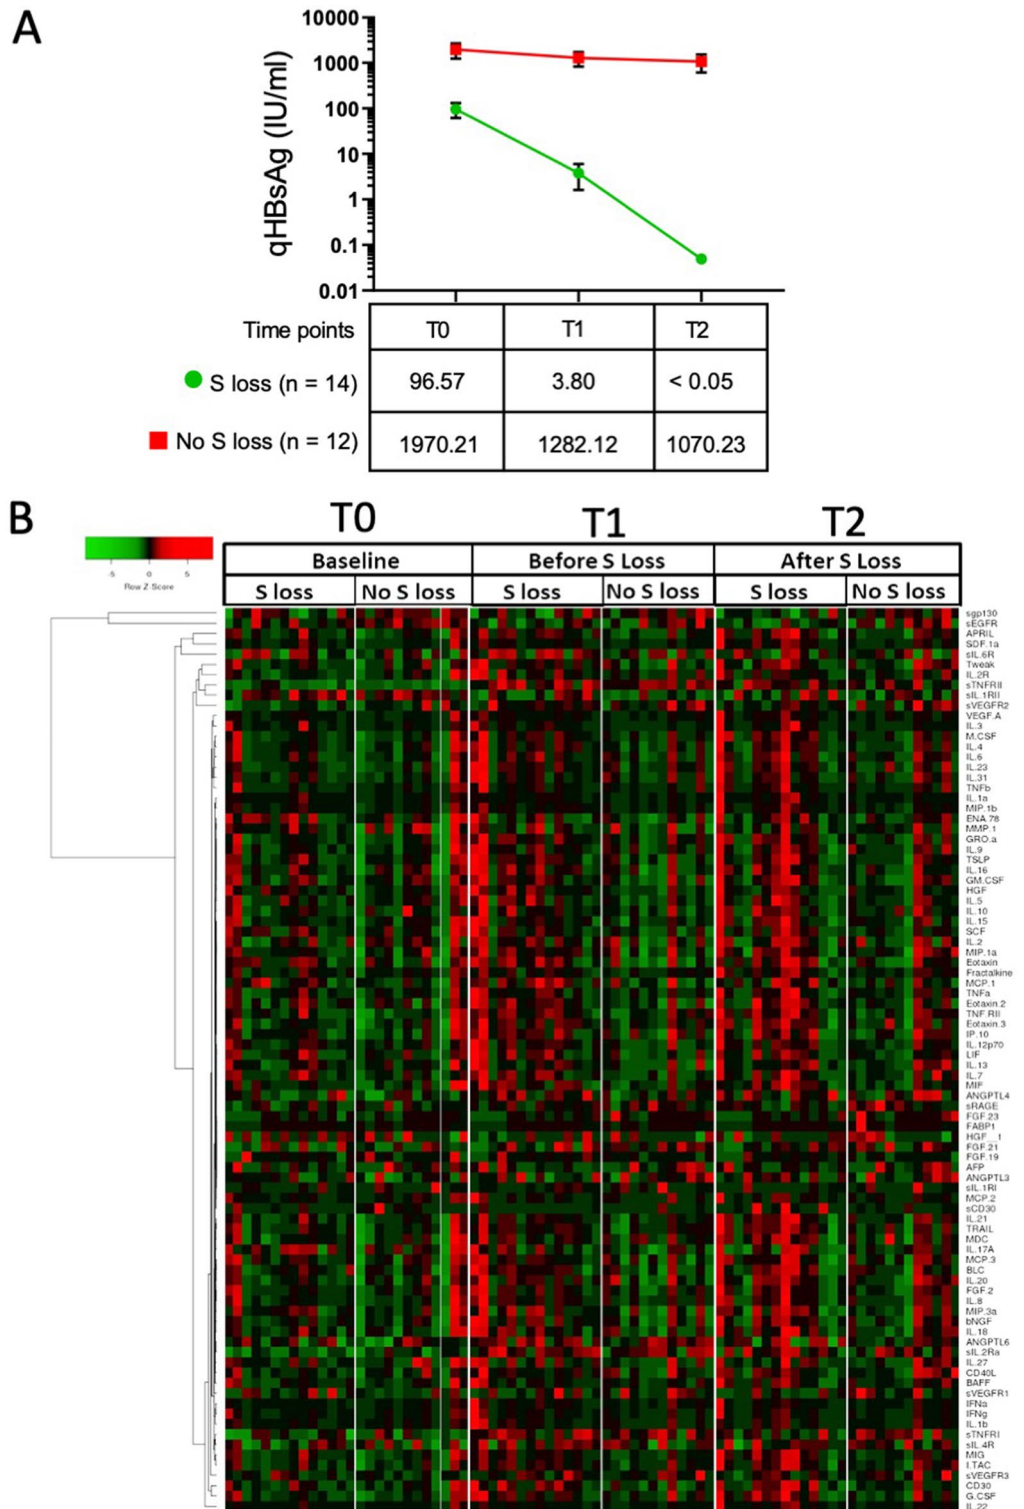 A
10000
1000
100
10
1
0.1
0.01
qHBsAg (IU/ml)
Time points T0 T1 T2
S loss (n = 14) 96.57 3.80 < 0.05
No S loss (n = 12) 1970.21 1282.12 1070.23
B
T0 T1 T2
-5 0 5
Row Z-Score
Baseline Before S Loss After S Loss
S loss No S loss S loss No S loss S loss No S loss
sgp130
sEGFR
APRIL
SDF.1a
sIL.6R
Tweak
IL.2R
sTNFRII
sIL.1RII
sVEGFR2
VEGF.A
IL.3
M.CSF
IL.4
IL.6
IL.23
IL.31
TNFb
IL.1a
MIP.1b
ENA.78
MMP.1
GRO.a
IL.9
TSLP
IL.16
GM.CSF
HGF
IL.5
IL.10
IL.15
SCF
IL.2
MIP.1a
Eotaxin
Fractalkine
MCP.1
TNFa
Eotaxin.2
TNF.RII
Eotaxin.3
IP.10
IL.12p70
LIF
IL.13
IL.7
MIF
ANGPTL4
sRAGE
FGF.23
FABP1
HGF__1
FGF.21
FGF.19
AFP
ANGPTL3
sIL.1RI
MCP.2
sCD30
IL.21
TRAIL
MDC
IL.17A
MCP.3
BLC
IL.20
FGF.2
IL.8
MIP.3a
bNGF
IL.18
ANGPTL6
sIL.2Ra
IL.27
CD40L
BAFF
sVEGFR1
IFNa
IFNg
IL.1b
sTNFRI
sIL.4R
MIG
I.TAC
sVEGFR3
CD30
G.CSF
IL.22